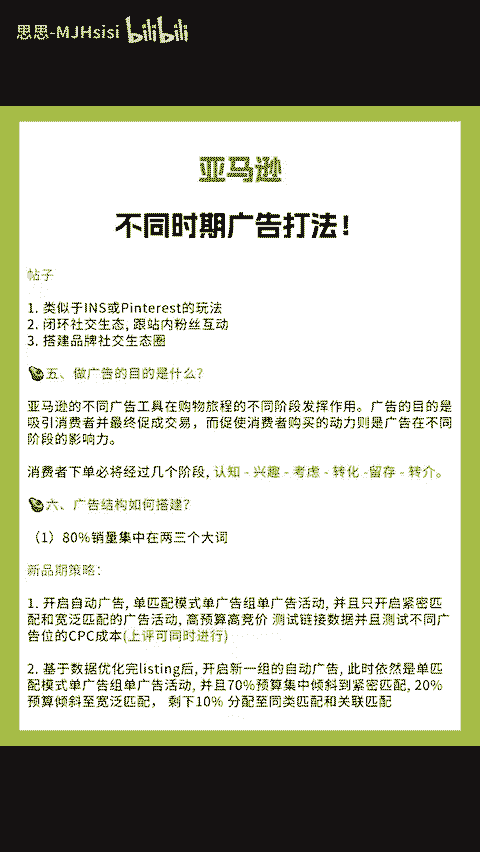 思思-MJHsisi bilibili
亚马逊
不同时期广告打法！
帖子
1. 类似于INS或Pinterest的玩法
2. 闭环社交生态, 跟站内粉丝互动
3. 搭建品牌社交生态圈
五、做广告的目的是什么？
亚马逊的不同广告工具在购物旅程的不同阶段发挥作用。广告的目的是
吸引消费者并最终促成交易，而促使消费者购买的动力则是广告在不同
阶段的影响力。
消费者下单必将经过几个阶段, 认知 - 兴趣 - 考虑 - 转化 -留存 - 转介。
六、广告结构如何搭建？
（1）80%销量集中在两三个大词
新品期策略：
1. 开启自动广告, 单匹配模式单广告组单广告活动, 并且只开启紧密匹
配和宽泛匹配的广告活动, 高预算高竞价 测试链接数据并且测试不同广
告位的CPC成本(上评可同时进行)
2. 基于数据优化完listing后, 开启新一组的自动广告, 此时依然是单匹
配模式单广告组单广告活动, 并且70%预算集中倾斜到紧密匹配, 20%
预算倾斜至宽泛匹配， 剩下10% 分配至同类匹配和关联匹配